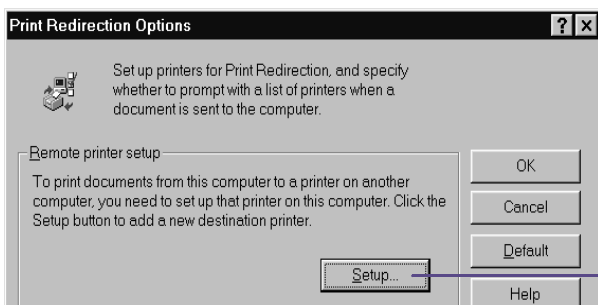 Print Redirection Options
? ×
Set up printers for Print Redirection, and specify
whether to prompt with a list of printers when a
document is sent to the computer.
Remote printer setup
To print documents from this computer to a printer on another
computer, you need to set up that printer on this computer. Click the
Setup button to add a new destination printer.
Setup...
OK
Cancel
Default
Help